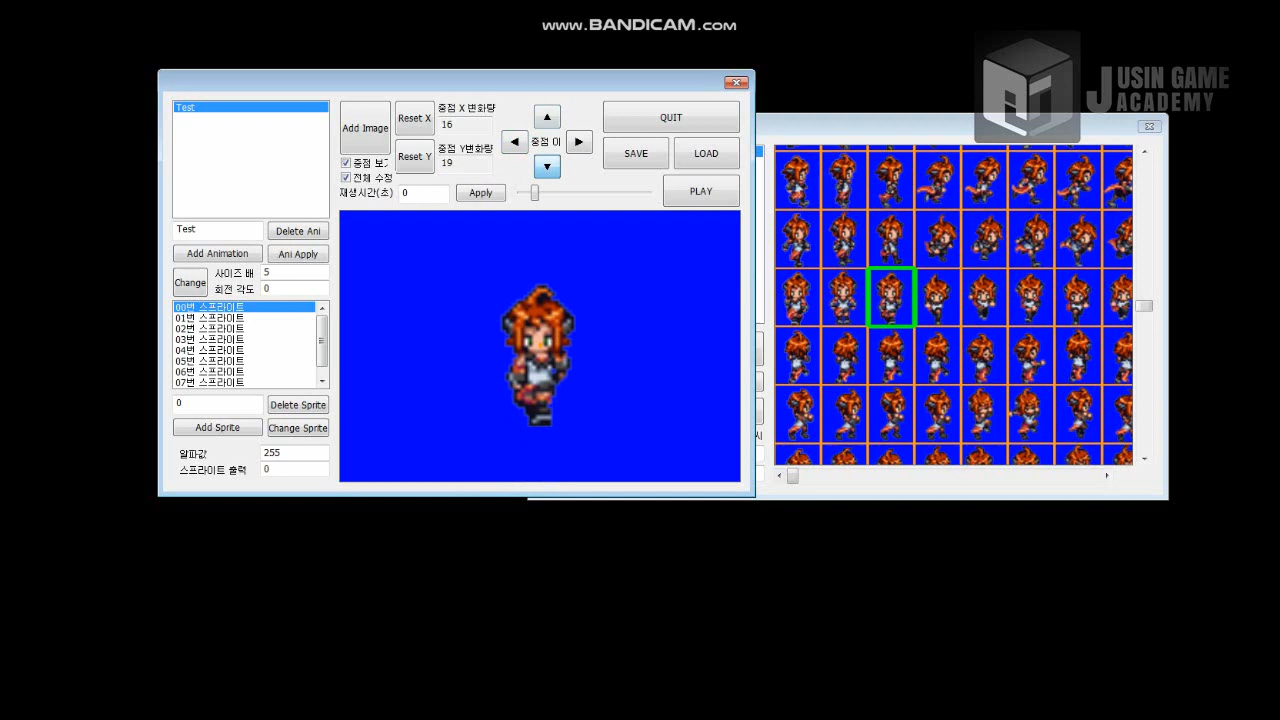 www.BANDICAM.com
JUSIN GAME
ACADEMY
Test
Add Image
Reset X
중점 X 변화량
16
Reset Y
중점 Y변화량
19
중점 보기
전체 수정
▲
◀ 중점 이 ▶
▼
QUIT
SAVE
LOAD
재생시간(초)
0
Apply
PLAY
Test
Delete Ani
Add Animation
Ani Apply
Change
사이즈 배
5
회전 각도
0
00번 스프라이트
01번 스프라이트
02번 스프라이트
03번 스프라이트
04번 스프라이트
05번 스프라이트
06번 스프라이트
07번 스프라이트
0
Delete Sprite
Add Sprite
Change Sprite
알파값
255
스프라이트 출력
0
시